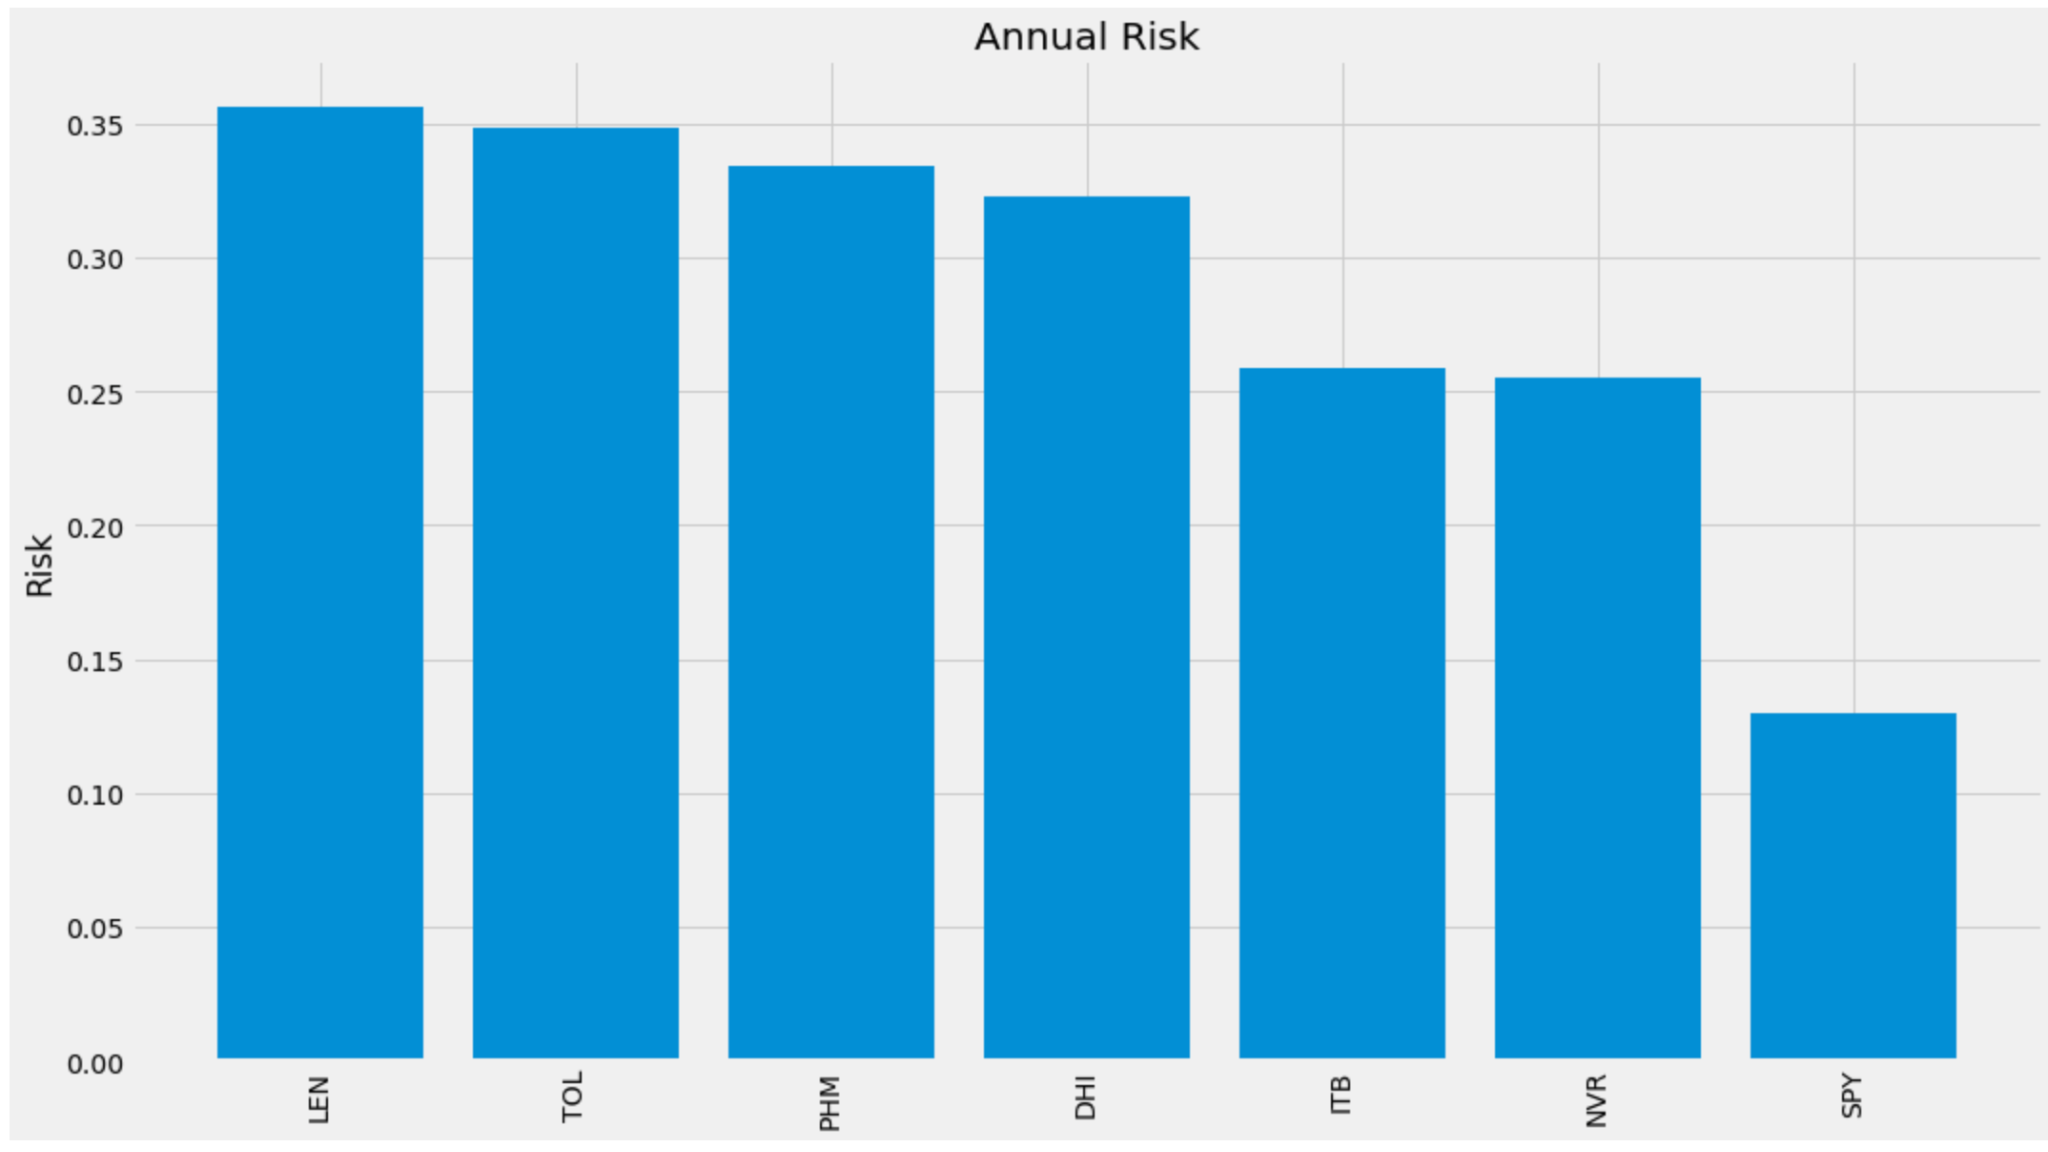 Annual Risk
Risk
0.35
0.30
0.25
0.20
0.15
0.10
0.05
0.00
LEN
TOL
PHM
DHI
ITB
NVR
SPY